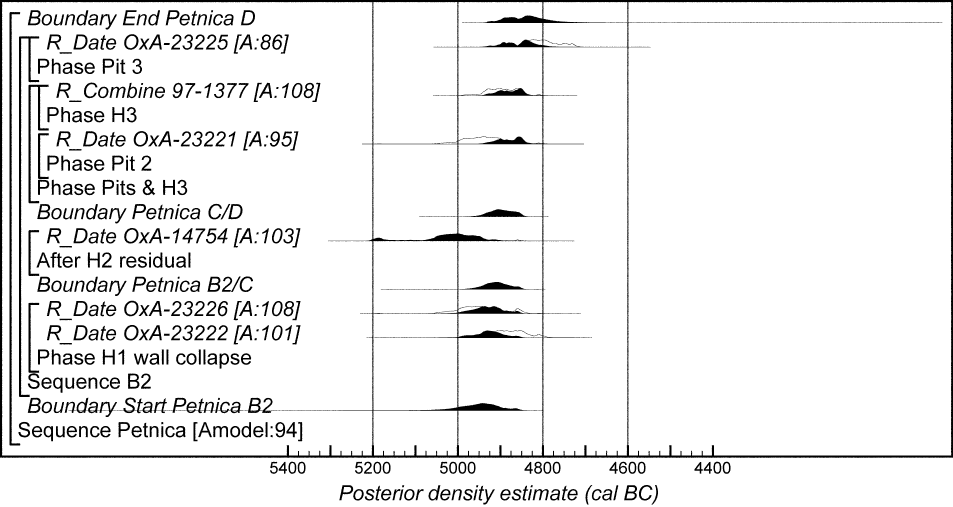 Boundary End Petnica D
R_Date OxA-23225 [A:86]
Phase Pit 3
R_Combine 97-1377 [A:108]
Phase H3
R_Date OxA-23221 [A:95]
Phase Pit 2
Phase Pits & H3
Boundary Petnica C/D
R_Date OxA-14754 [A:103]
After H2 residual
Boundary Petnica B2/C
R_Date OxA-23226 [A:108]
R_Date OxA-23222 [A:101]
Phase H1 wall collapse
Sequence B2
Boundary Start Petnica B2
Sequence Petnica [Amodel:94]
5400 5200 5000 4800 4600 4400
Posterior density estimate (cal BC)